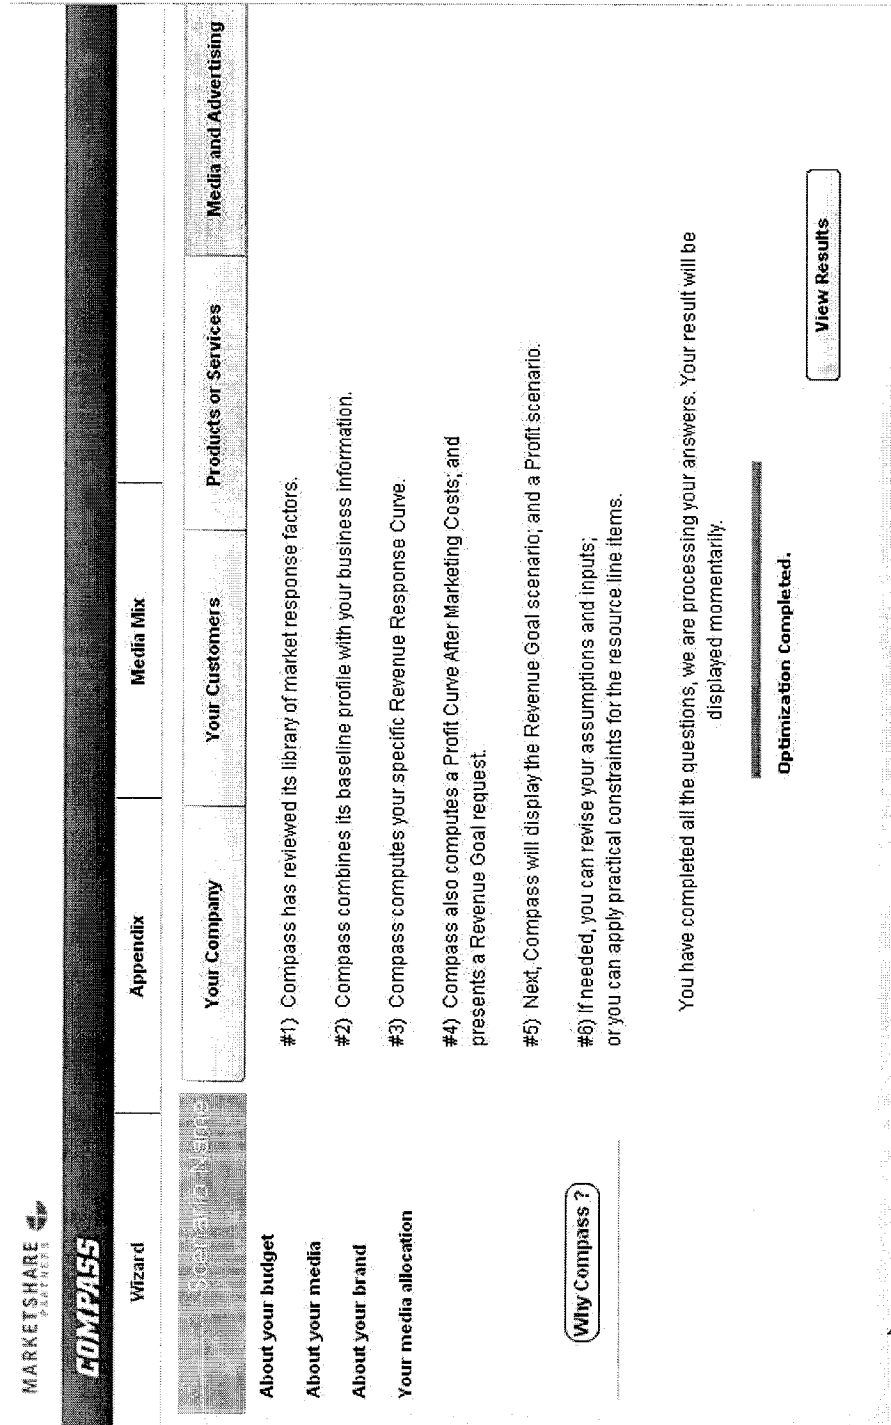 MARKETSHARE
PARTNERS
COMPASS
Wizard
Appendix
Media Mix
Scenario Name
Your Company
Your Customers
Products or Services
Media and Advertising
About your budget
About your media
About your brand
Your media allocation
Why Compass ?
#1) Compass has reviewed its library of market response factors.
#2) Compass combines its baseline profile with your business information.
#3) Compass computes your specific Revenue Response Curve.
#4) Compass also computes a Profit Curve After Marketing Costs; and
presents a Revenue Goal request.
#5) Next, Compass will display the Revenue Goal scenario; and a Profit scenario.
#6) If needed, you can revise your assumptions and inputs;
or you can apply practical constraints for the resource line items.
You have completed all the questions, we are processing your answers. Your result will be
displayed momentarily.
Optimization Completed.
View Results